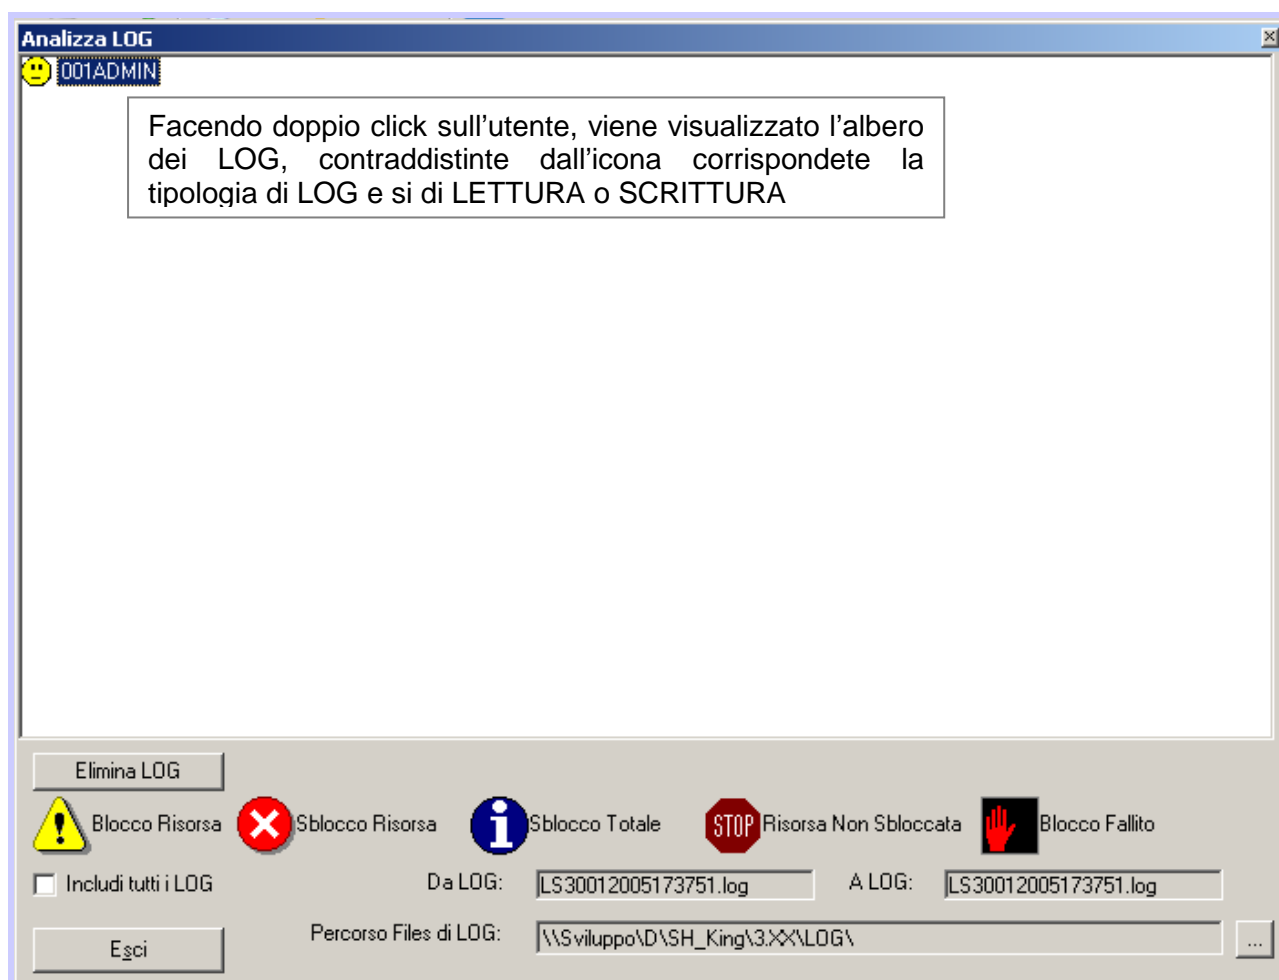 Analizza LOG
001ADMIN
Facendo doppio click sull’utente, viene visualizzato l’albero
dei LOG, contraddistinte dall’icona corrispondete la
tipologia di LOG e si di LETTURA o SCRITTURA
Elimina LOG
Blocco Risorsa Sblocco Risorsa Sblocco Totale STOP Risorsa Non Sbloccata Blocco Fallito
Includi tutti i LOG Da LOG: LS30012005173751.log A LOG: LS30012005173751.log
Percorso Files di LOG: \\Sviluppo\D\SH_King\3.XX\LOG\ ...
Esci